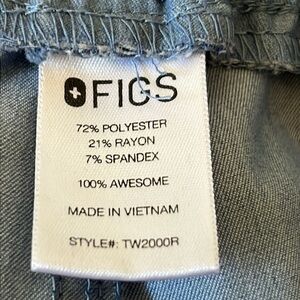 FIGS
72% POLYESTER
21% RAYON
7% SPANDEX
100% AWESOME
MADE IN VIETNAM
STYLE#: TW2000R